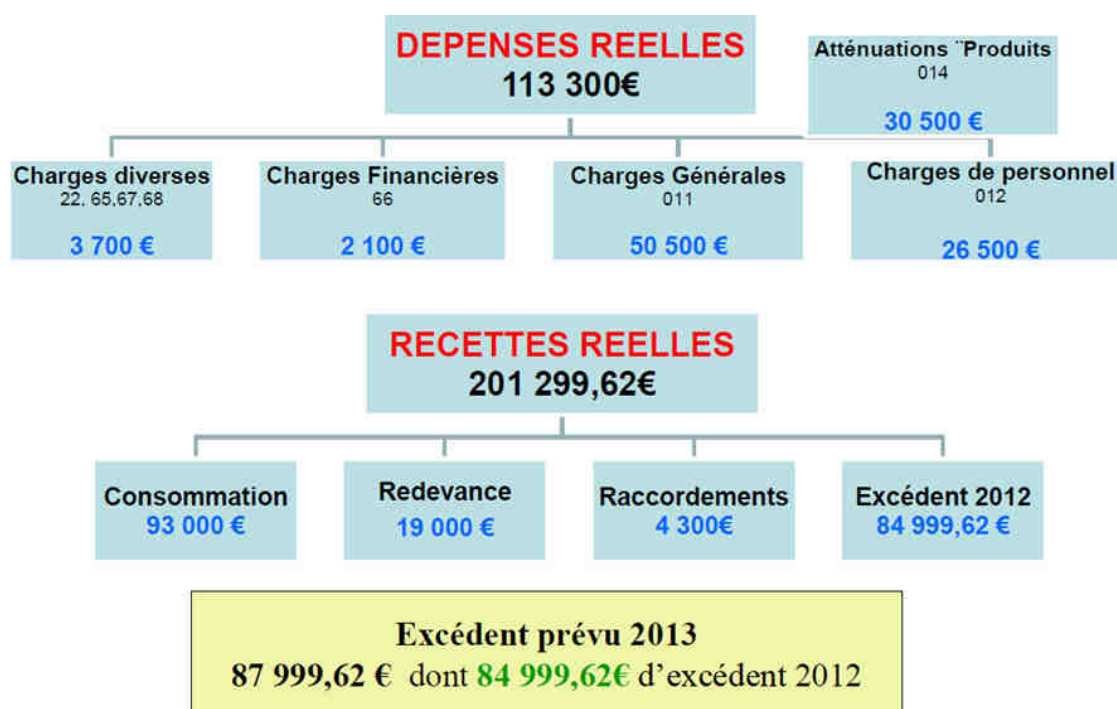 DEPENSES REELLES
113 300€
Atténuations ¨Produits
014
30 500 €
Charges diverses
22, 65,67,68
3 700 €
Charges Financières
66
2 100 €
Charges Générales
011
50 500 €
Charges de personnel
012
26 500 €
RECETTES REELLES
201 299,62€
Consommation
93 000 €
Redevance
19 000 €
Raccordements
4 300€
Excédent 2012
84 999,62 €
Excédent prévu 2013
87 999,62 € dont 84 999,62€ d'excédent 2012